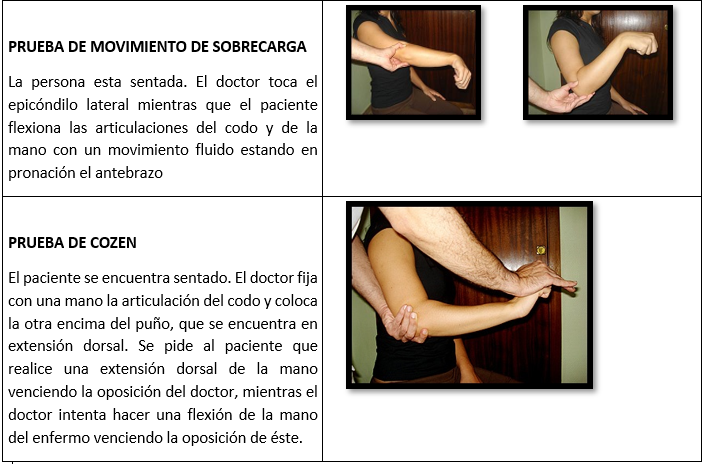 PRUEBA DE MOVIMIENTO DE SOBRECARGA
La persona esta sentada. El doctor toca el
epicóndilo lateral mientras que el paciente
flexiona las articulaciones del codo y de la
mano con un movimiento fluido estando en
pronación el antebrazo
PRUEBA DE COZEN
El paciente se encuentra sentado. El doctor fija
con una mano la articulación del codo y coloca
la otra encima del puño, que se encuentra en
extensión dorsal. Se pide al paciente que
realice una extensión dorsal de la mano
venciendo la oposición del doctor, mientras el
doctor intenta hacer una flexión de la mano
del enfermo venciendo la oposición de éste.